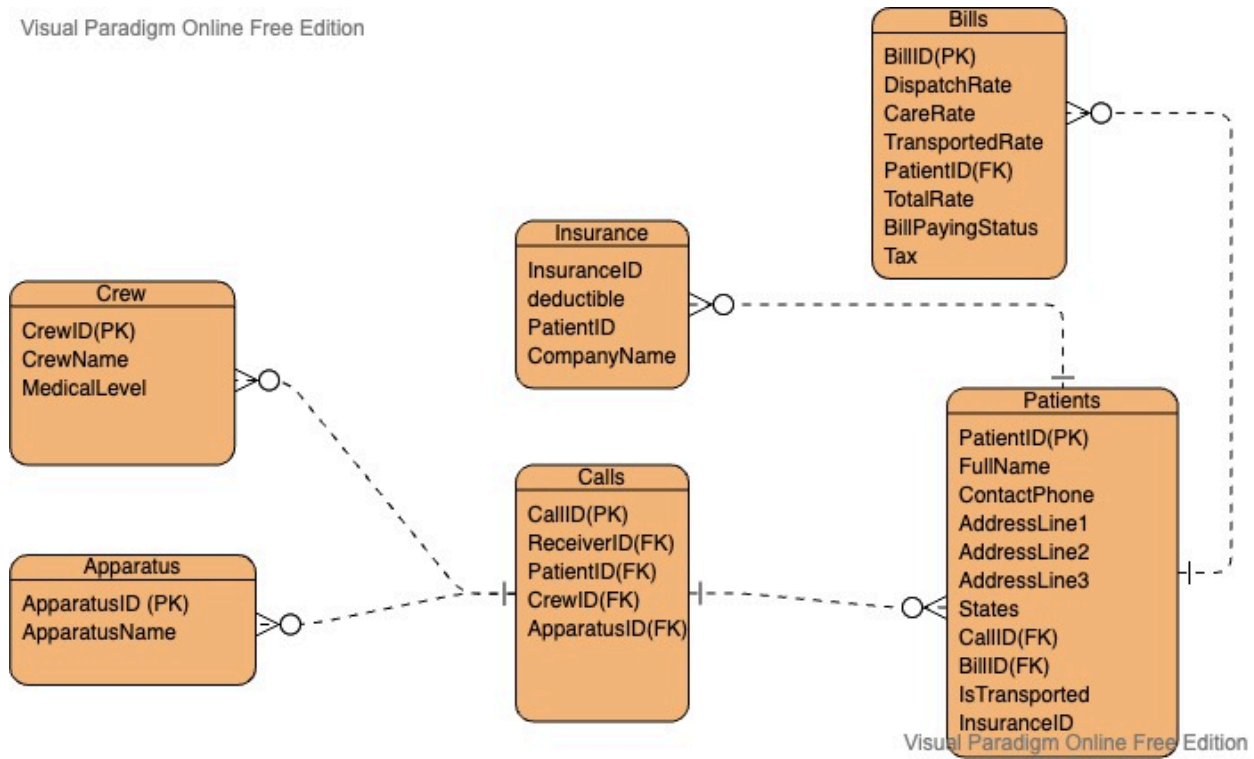 Visual Paradigm Online Free Edition
Bills
BillID(PK)
DispatchRate
CareRate
TransportedRate
PatientID(FK)
TotalRate
BillPayingStatus
Tax
Insurance
InsuranceID
deductible
PatientID
CompanyName
Crew
CrewID(PK)
CrewName
MedicalLevel
Patients
PatientID(PK)
FullName
ContactPhone
AddressLine1
AddressLine2
AddressLine3
States
CallID(FK)
BillID(FK)
IsTransported
InsuranceID
Calls
CallID(PK)
ReceiverID(FK)
PatientID(FK)
CrewID(FK)
ApparatusID(FK)
Apparatus
ApparatusID (PK)
ApparatusName
Visual Paradigm Online Free Edition